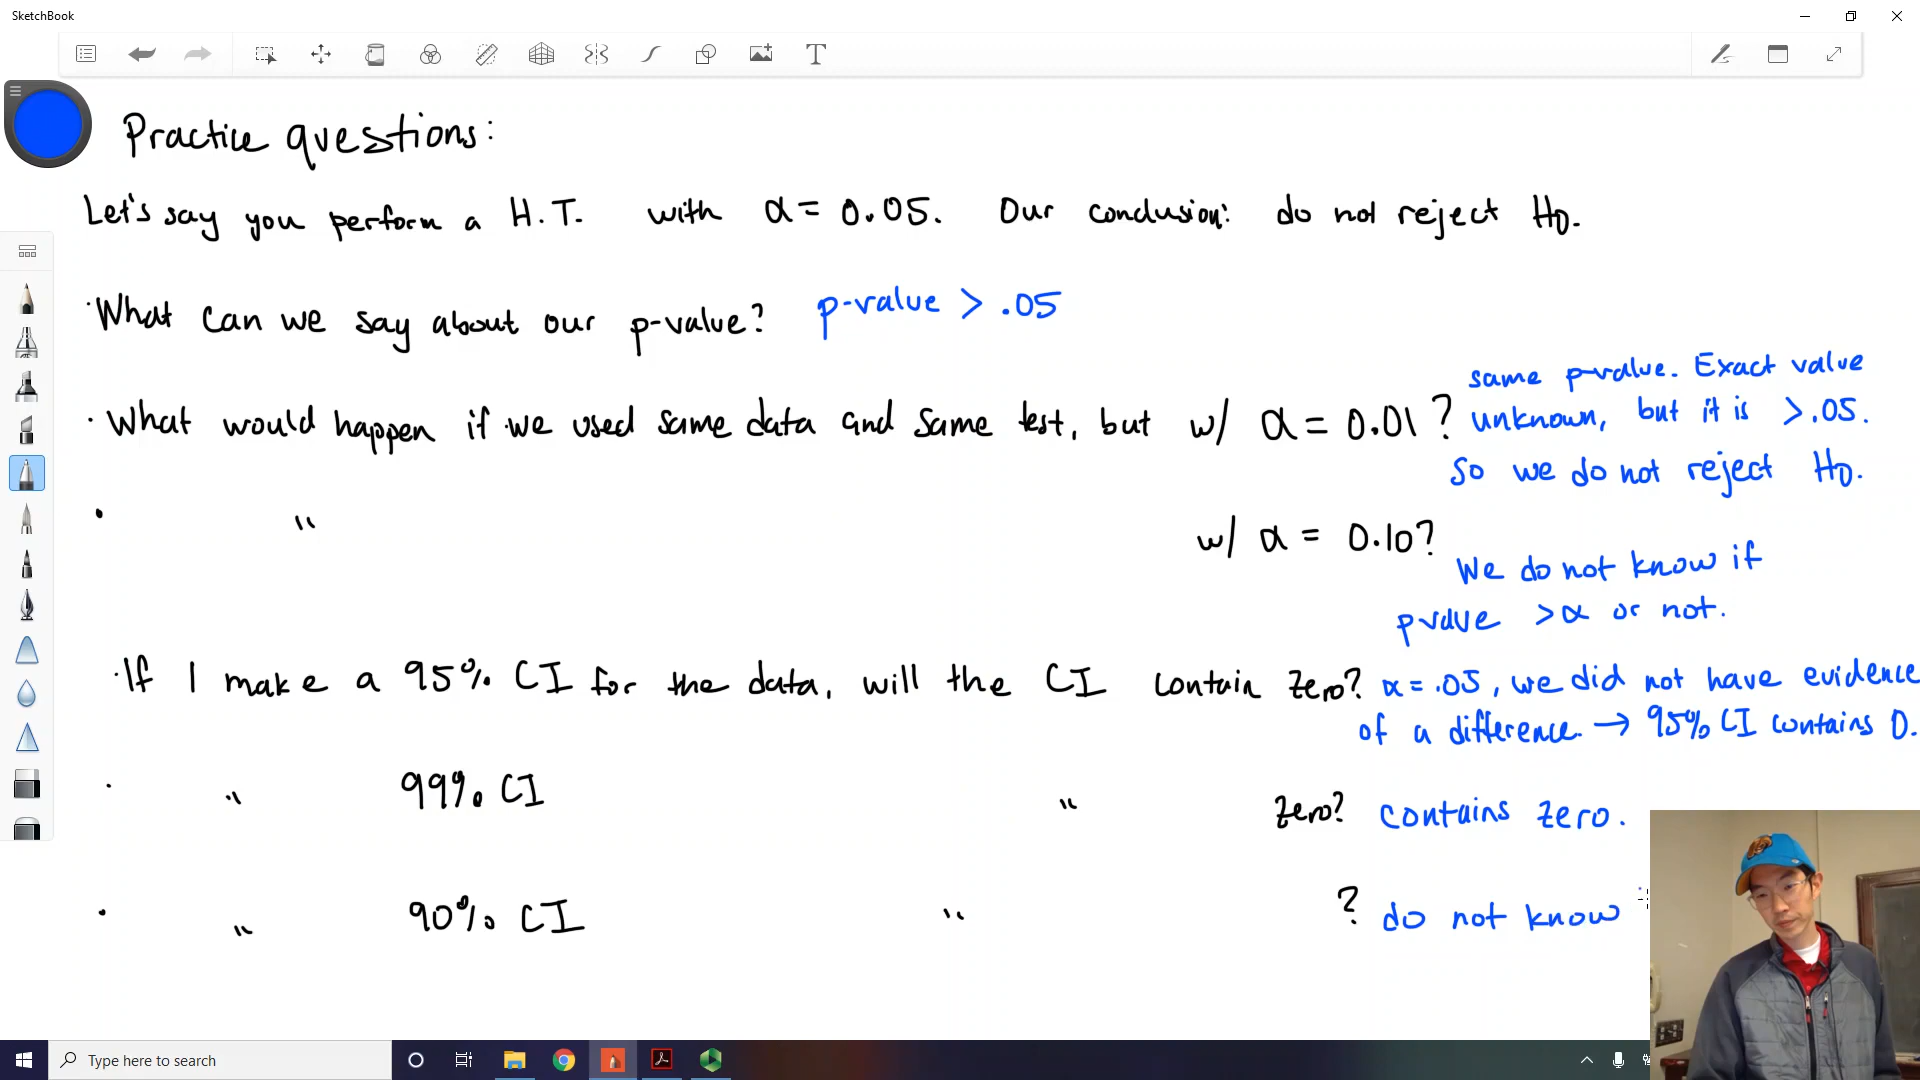 SketchBook
Practice questions:
Let's say you perform a H.T. with α = 0.05. Our conclusion: do not reject H0.
· What can we say about our p-value? p-value > .05
· What would happen if we used same data and same test, but w/ α = 0.01?
same p-value. Exact value
unknown, but it is > .05.
So we do not reject H0.
· " w/ α = 0.10?
We do not know if
pvalue > α or not.
· If I make a 95% CI for the data, will the CI contain zero? α = .05, we did not have evidence
of a difference. → 95% CI contains 0.
· " 99% CI " zero? contains zero.
· " 90% CI " ? do not know
Type here to search